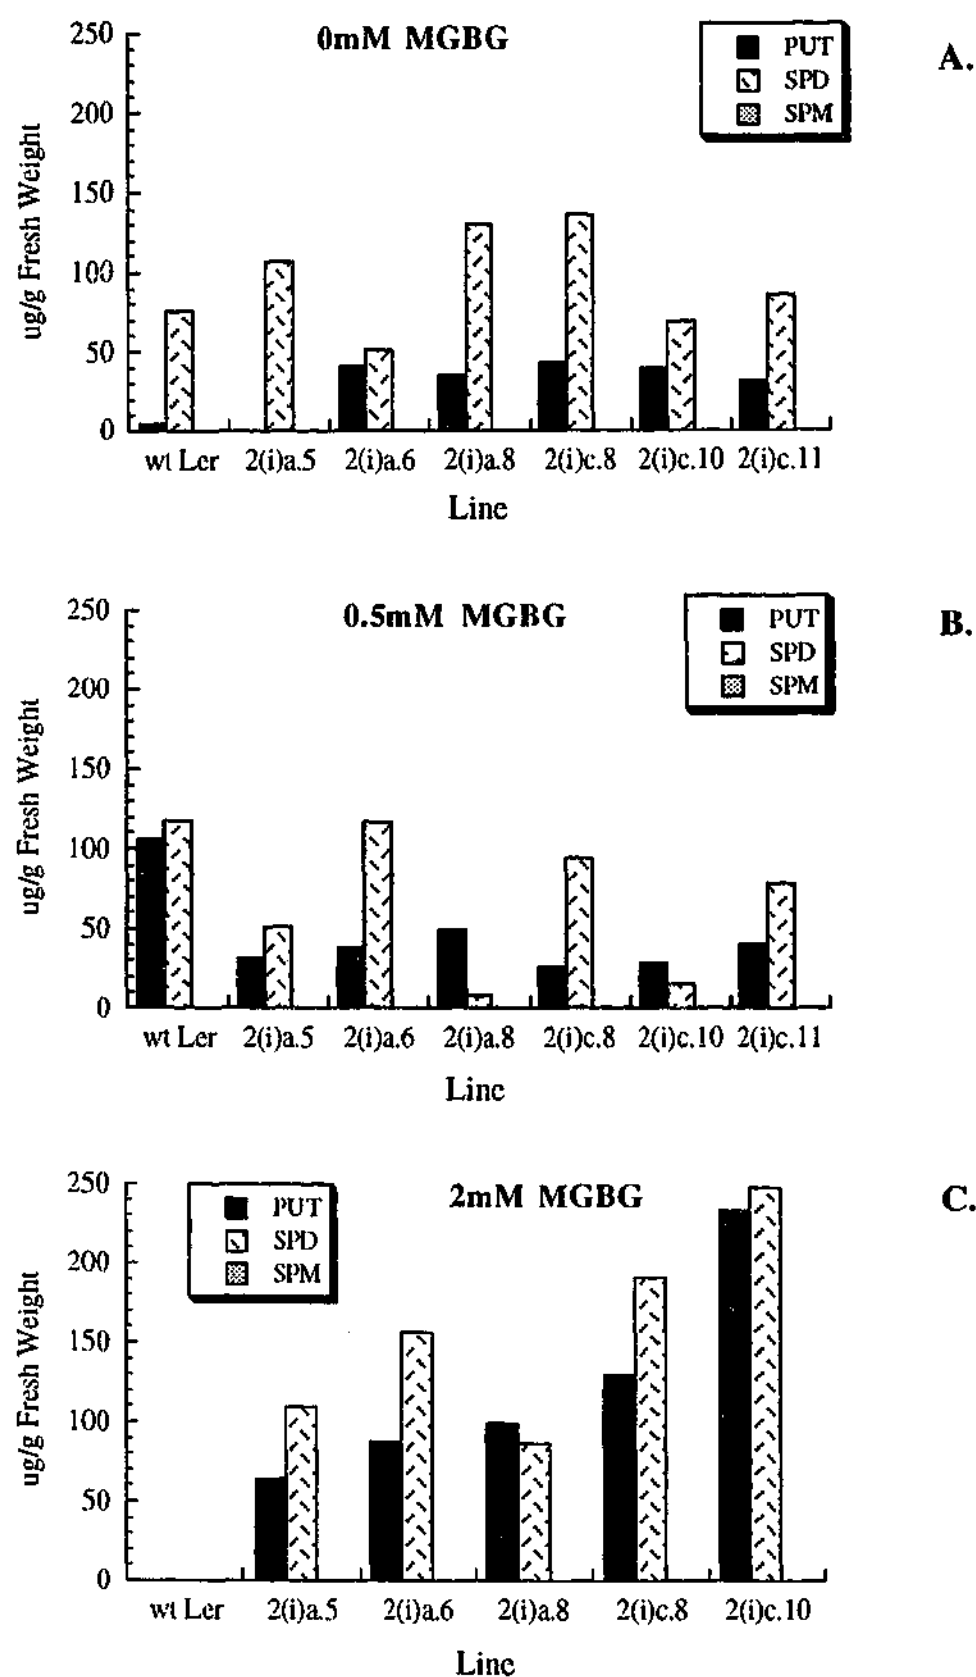 0mM MGBG
A.
PUT
SPD
SPM
250
200
150
100
50
0
ug/g Fresh Weight
wt Ler 2(i)a.5 2(i)a.6 2(i)a.8 2(i)c.8 2(i)c.10 2(i)c.11
Line
0.5mM MGBG
B.
PUT
SPD
SPM
250
200
150
100
50
0
ug/g Fresh Weight
wt Ler 2(i)a.5 2(i)a.6 2(i)a.8 2(i)c.8 2(i)c.10 2(i)c.11
Line
2mM MGBG
C.
PUT
SPD
SPM
250
200
150
100
50
0
ug/g Fresh Weight
wt Ler 2(i)a.5 2(i)a.6 2(i)a.8 2(i)c.8 2(i)c.10
Line